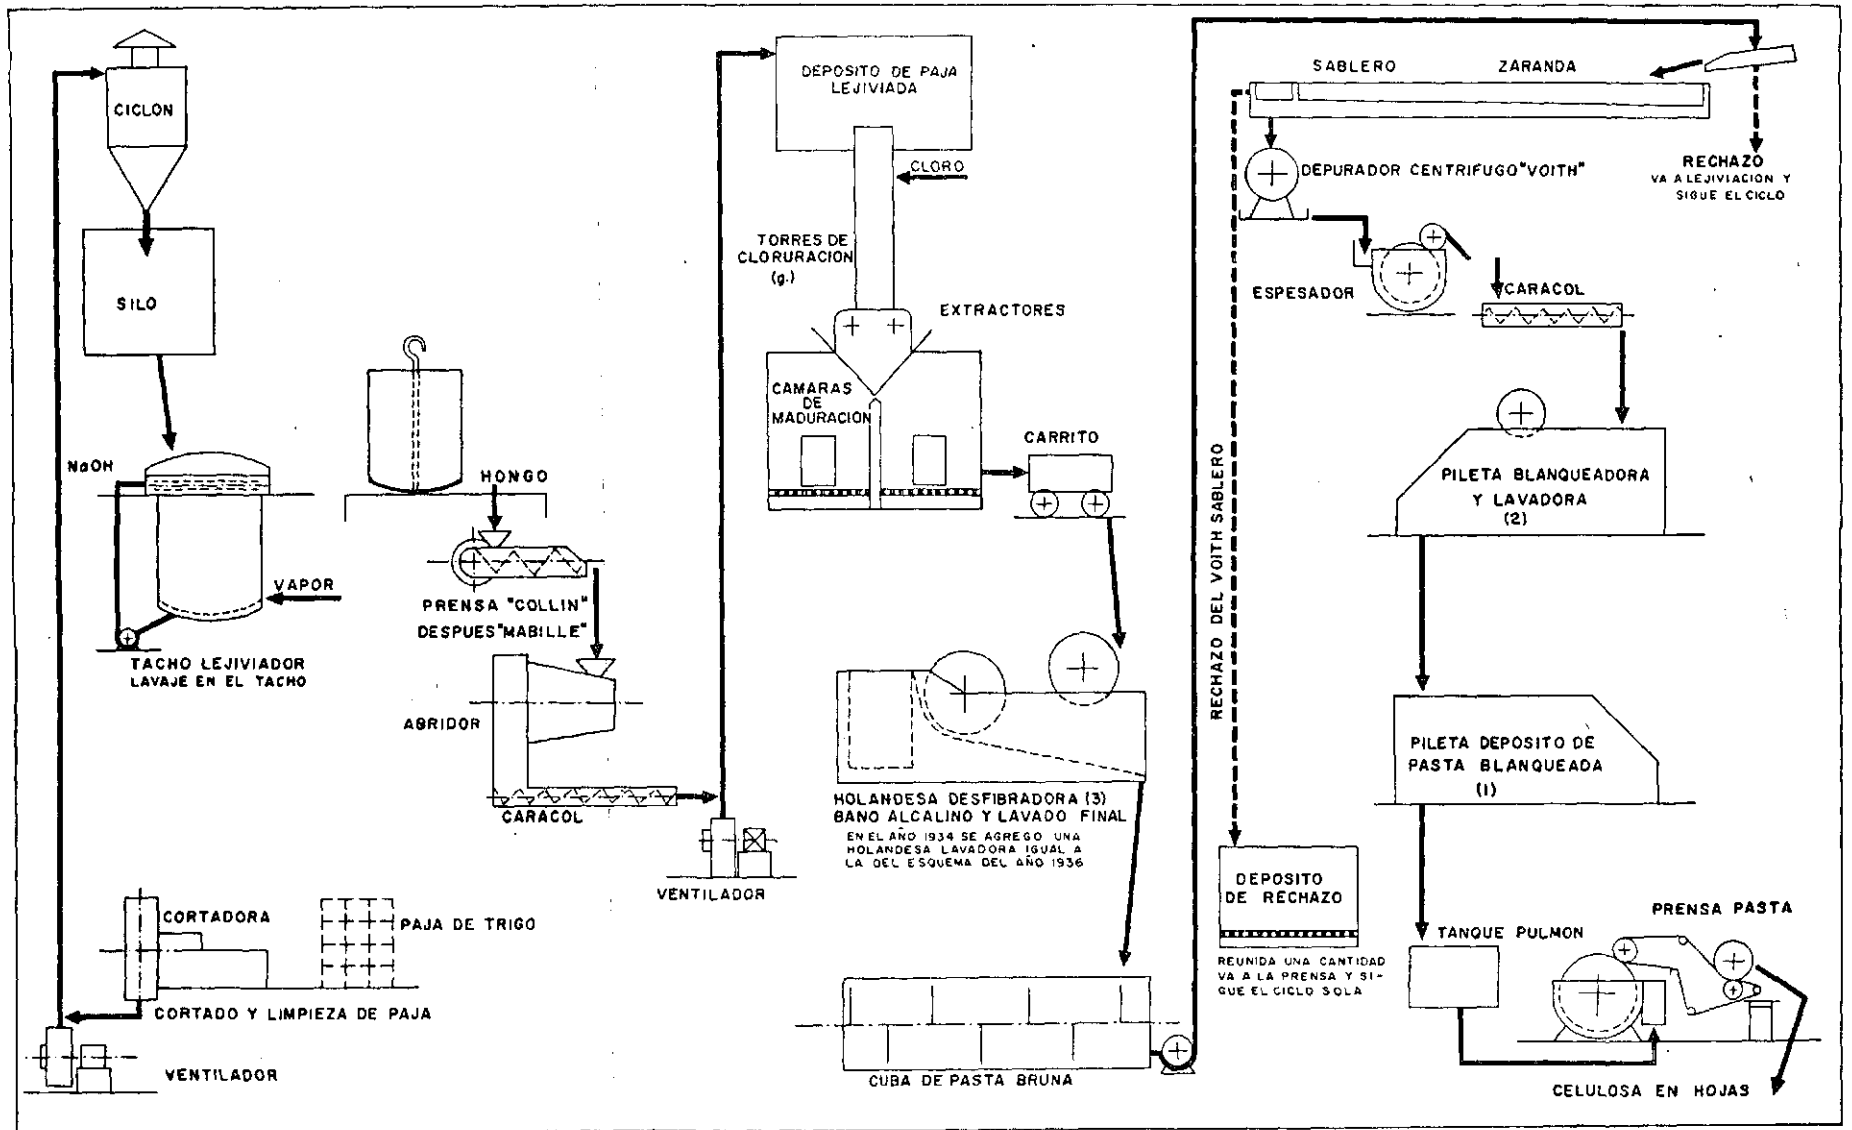 CICLON
SILO
NaOH
VAPOR
TACHO LEJIVIADOR
LAVAJE EN EL TACHO
CORTADORA
PAJA DE TRIGO
CORTADO Y LIMPIEZA DE PAJA
VENTILADOR
HONGO
PRENSA "COLLIN"
DESPUES "MABILLE"
ABRIDOR
CARACOL
VENTILADOR
DEPOSITO DE PAJA
LEJIVIADA
CLORO
TORRES DE
CLORURACION
(g.)
EXTRACTORES
CAMARAS
DE
MADURACION
CARRITO
HOLANDESA DESFIBRADORA (3)
BANO ALCALINO Y LAVADO FINAL
EN EL AÑO 1934 SE AGREGO UNA
HOLANDESA LAVADORA IGUAL A
LA DEL ESQUEMA DEL AÑO 1936
CUBA DE PASTA BRUNA
SABLERO
ZARANDA
RECHAZO
VA A LEJIVIACION Y
SIGUE EL CICLO
DEPURADOR CENTRIFUGO "VOITH"
ESPESADOR
CARACOL
RECHAZO DEL VOITH SABLERO
PILETA BLANQUEADORA
Y LAVADORA
(2)
PILETA DEPOSITO DE
PASTA BLANQUEADA
(1)
DEPOSITO
DE RECHAZO
REUNIDA UNA CANTIDAD
VA A LA PRENSA Y SI-
GUE EL CICLO SOLA
TANQUE PULMON
PRENSA PASTA
CELULOSA EN HOJAS